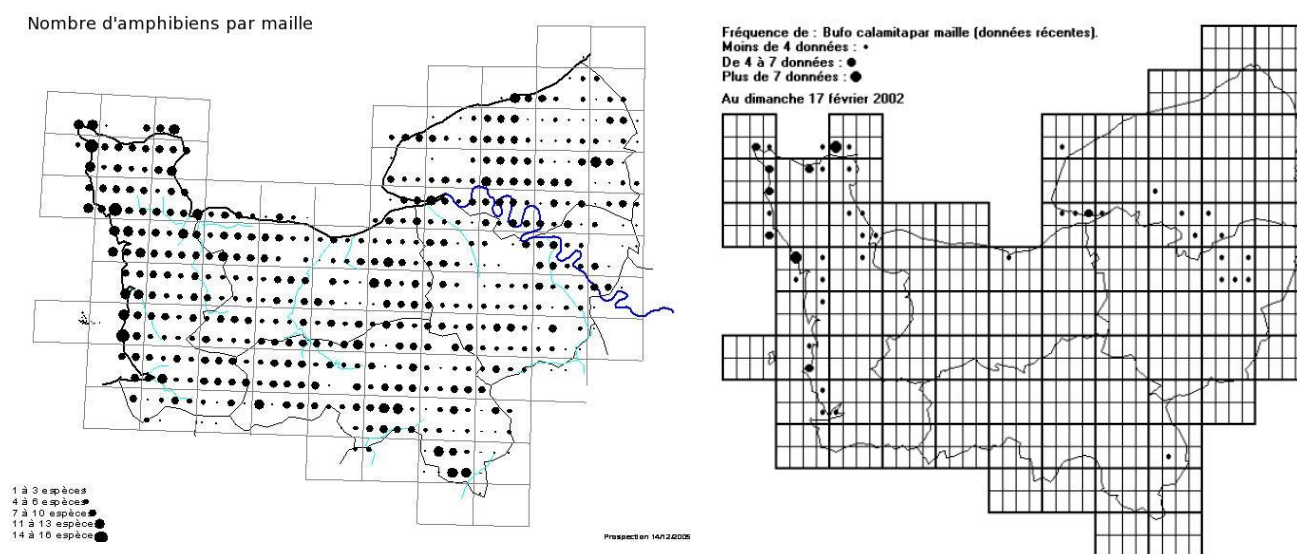 Nombre d'amphibiens par maille
1 à 3 espèces
4 à 6 espèces
7 à 10 espèces
11 à 13 espèces
14 à 16 espèces
Prospection 14/12/2005
Fréquence de : Bufo calamitapar maille (données récentes).
Moins de 4 données :
De 4 à 7 données :
Plus de 7 données :
Au dimanche 17 février 2002